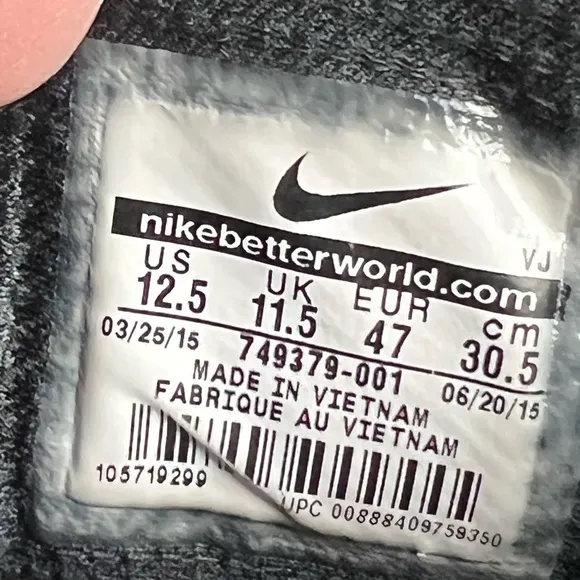 nikebetterworld.com
VJ
US UK EUR cm
12.5 11.5 47 30.5
03/25/15 749379-001 06/20/15
MADE IN VIETNAM
FABRIQUE AU VIETNAM
105719299
UPC 00888409759350